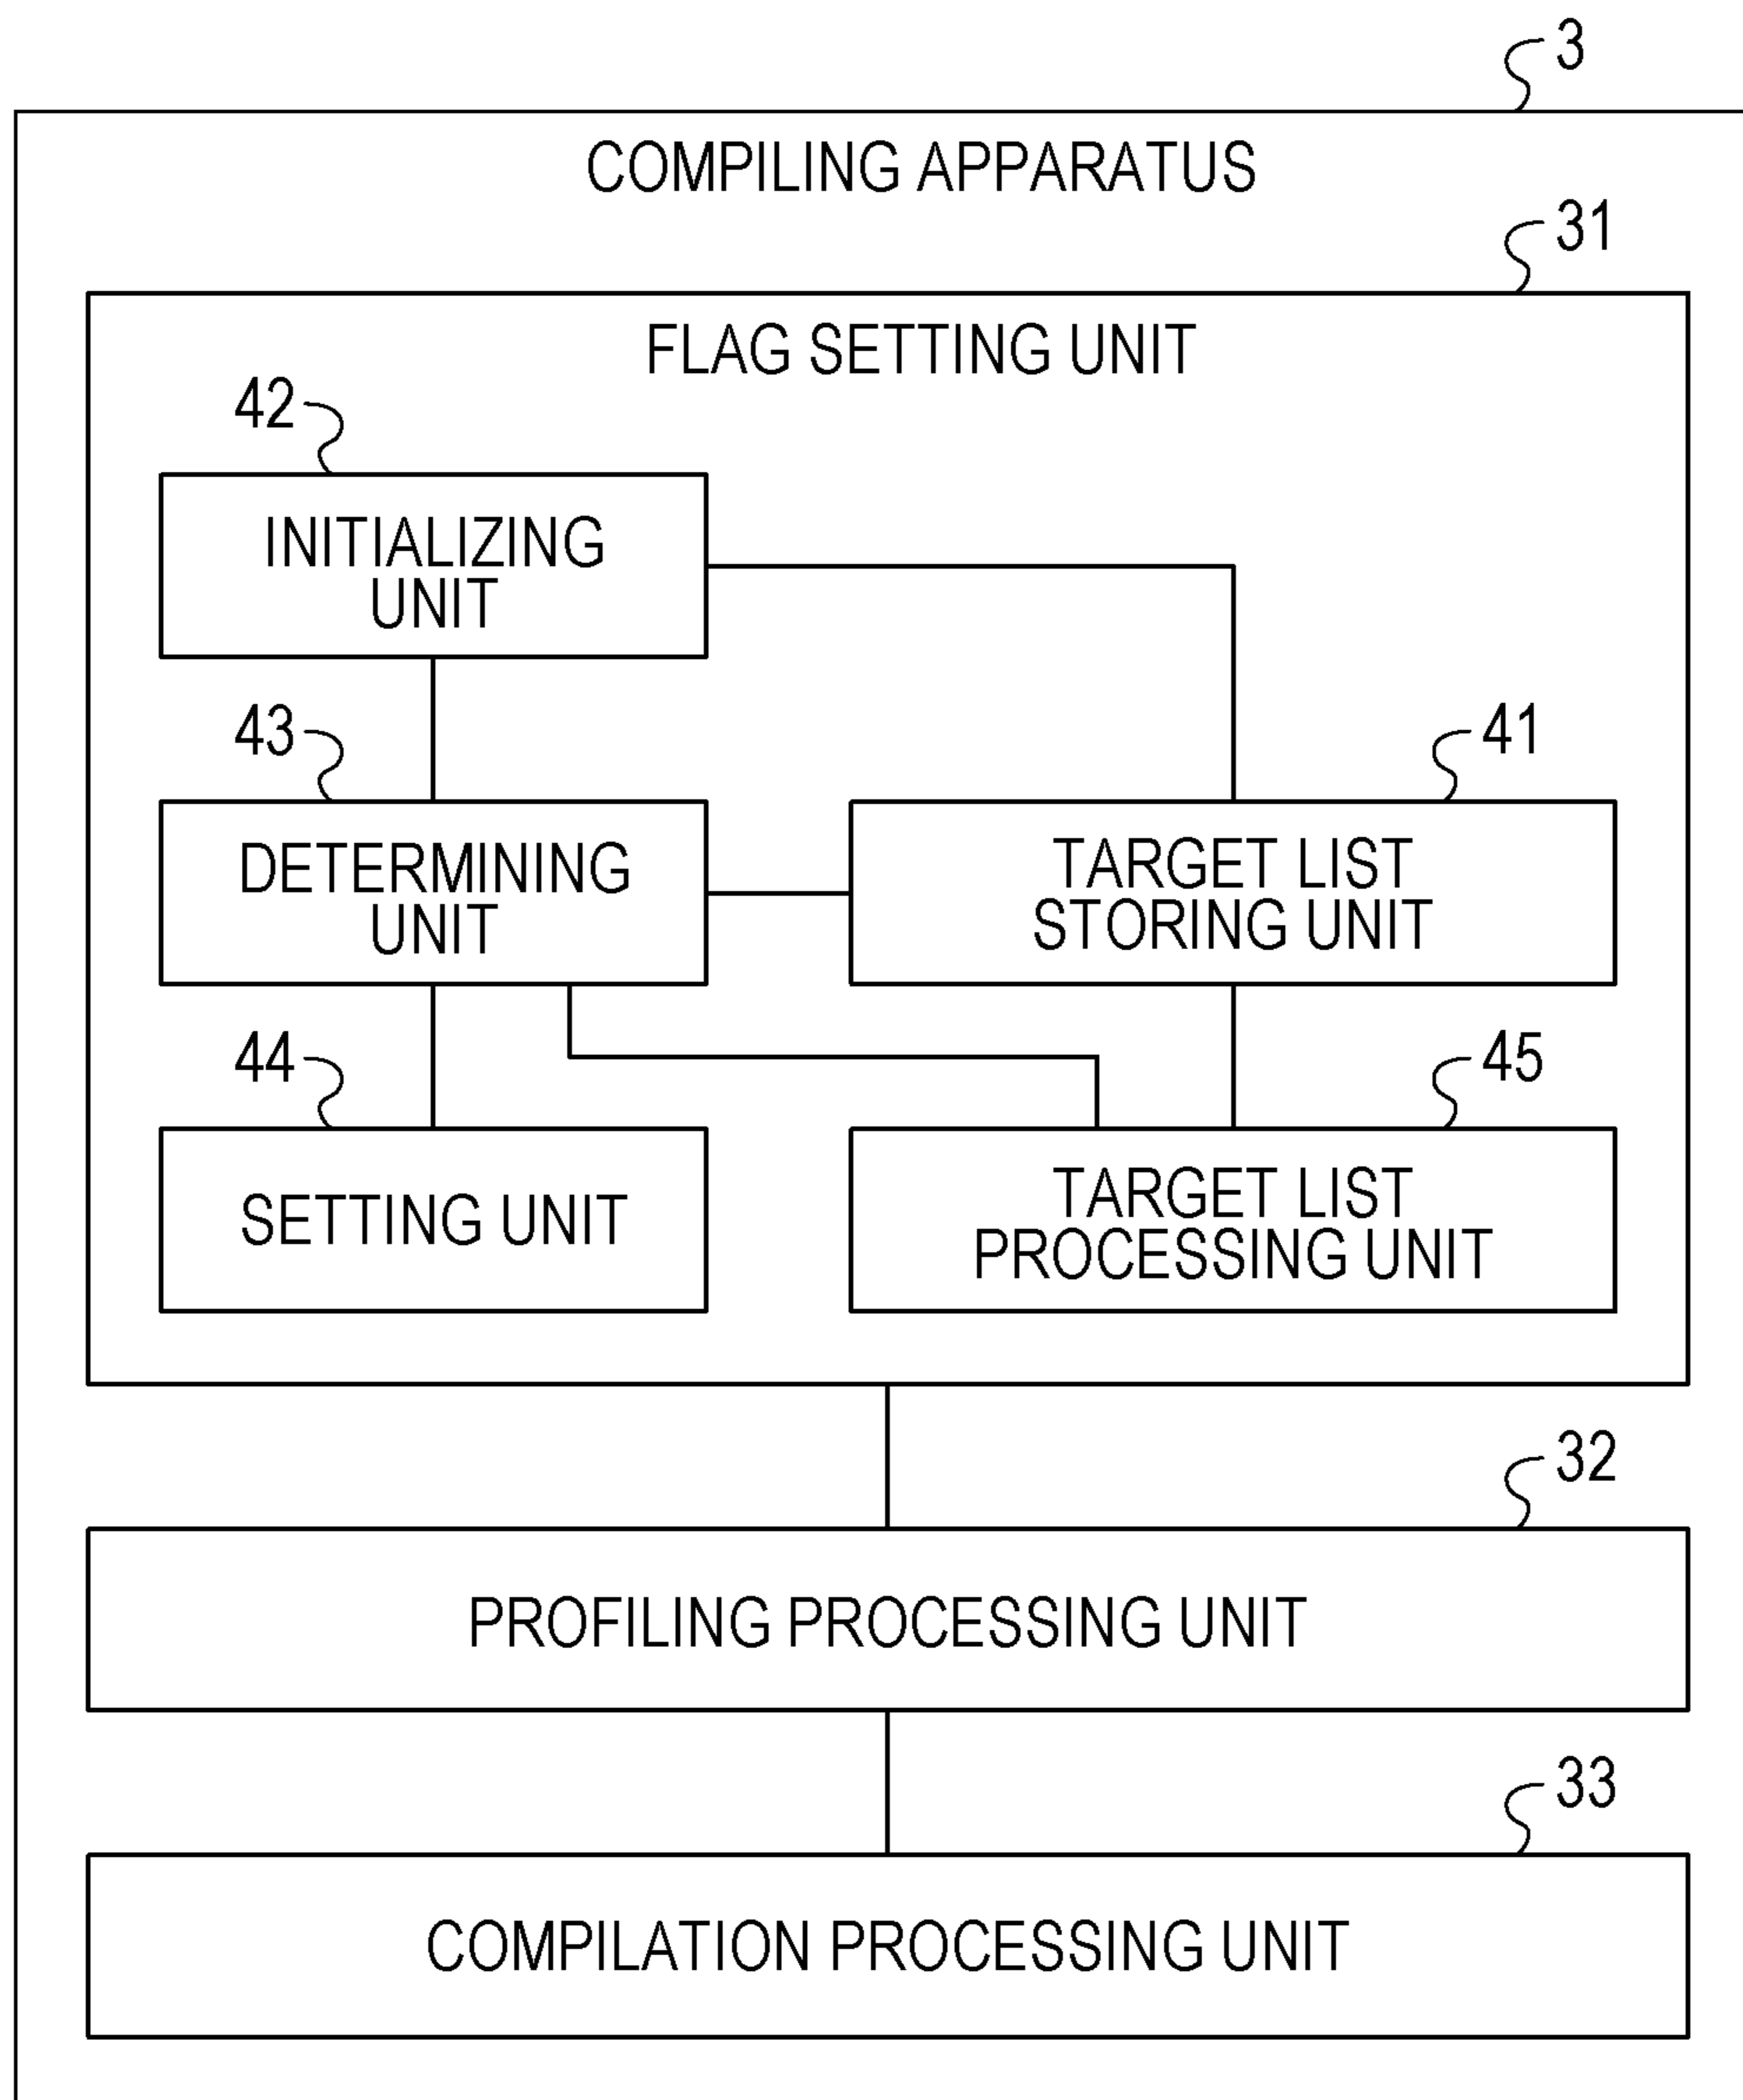 3
COMPILING APPARATUS
31
FLAG SETTING UNIT
42
INITIALIZING
UNIT
43
DETERMINING
UNIT
41
TARGET LIST
STORING UNIT
44
SETTING UNIT
45
TARGET LIST
PROCESSING UNIT
32
PROFILING PROCESSING UNIT
33
COMPILATION PROCESSING UNIT